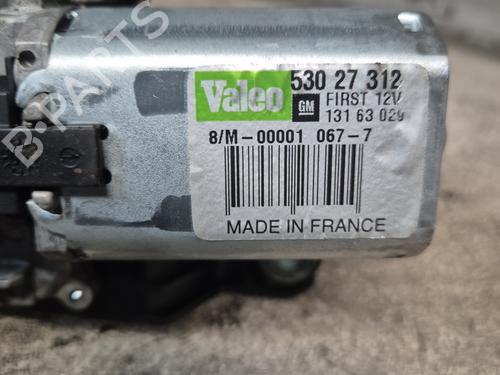 Valeo
530 27 312
GM
FIRST 12V
131 63 029
8/M-00001 067-7
MADE IN FRANCE
B-PARTS